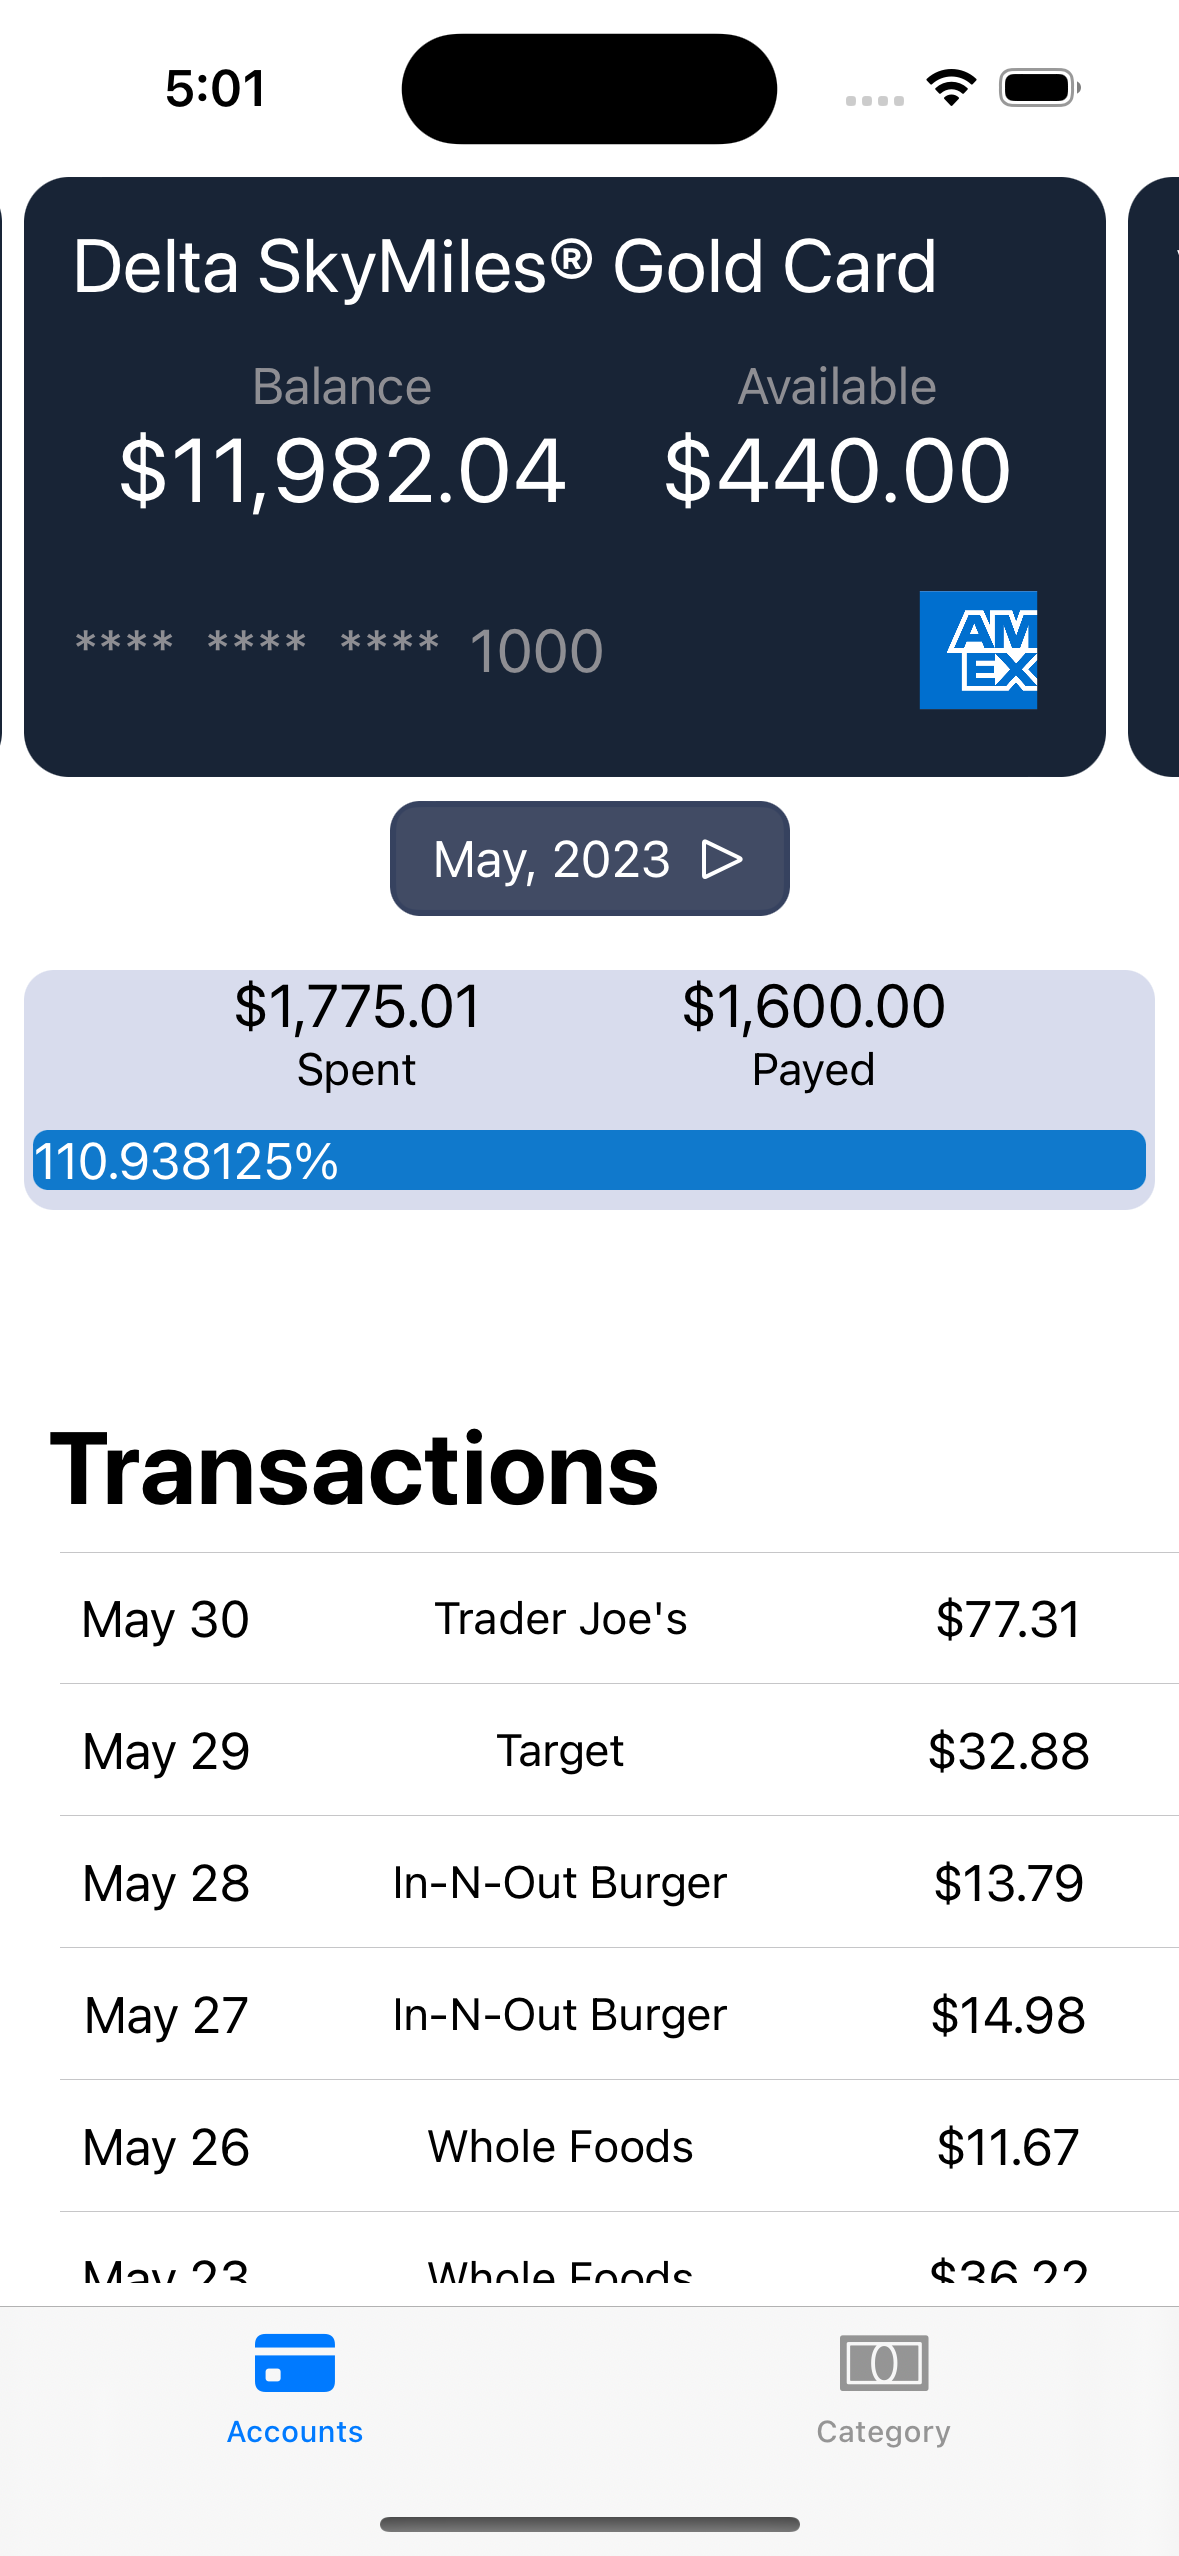 5:01
Delta SkyMiles® Gold Card
Balance Available
$11,982.04 $440.00
**** **** **** 1000
AM
EX
May, 2023
$1,775.01 $1,600.00
Spent Payed
110.938125%
Transactions
May 30 Trader Joe's $77.31
May 29 Target $32.88
May 28 In-N-Out Burger $13.79
May 27 In-N-Out Burger $14.98
May 26 Whole Foods $11.67
May 23 Whole Foods $36.22
Accounts Category